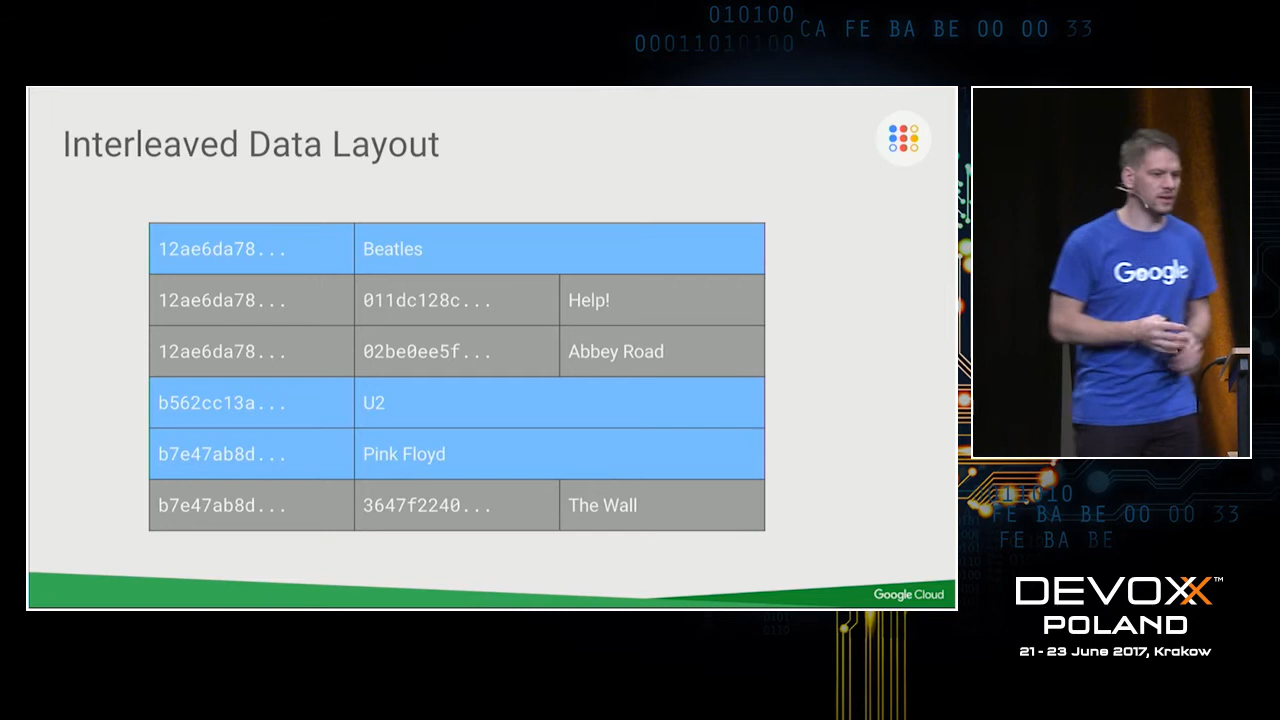 010100
CA FE BA BE 00 00 33
00011010100
Interleaved Data Layout
12ae6da78... Beatles
12ae6da78... 011dc128c... Help!
12ae6da78... 02be0ee5f... Abbey Road
b562cc13a... U2
b7e47ab8d... Pink Floyd
b7e47ab8d... 3647f2240... The Wall
Google Cloud
Google
011010
FE BA BE 00 00 33
FE BA BE
DEVOXX™
POLAND
21 - 23 June 2017, Krakow